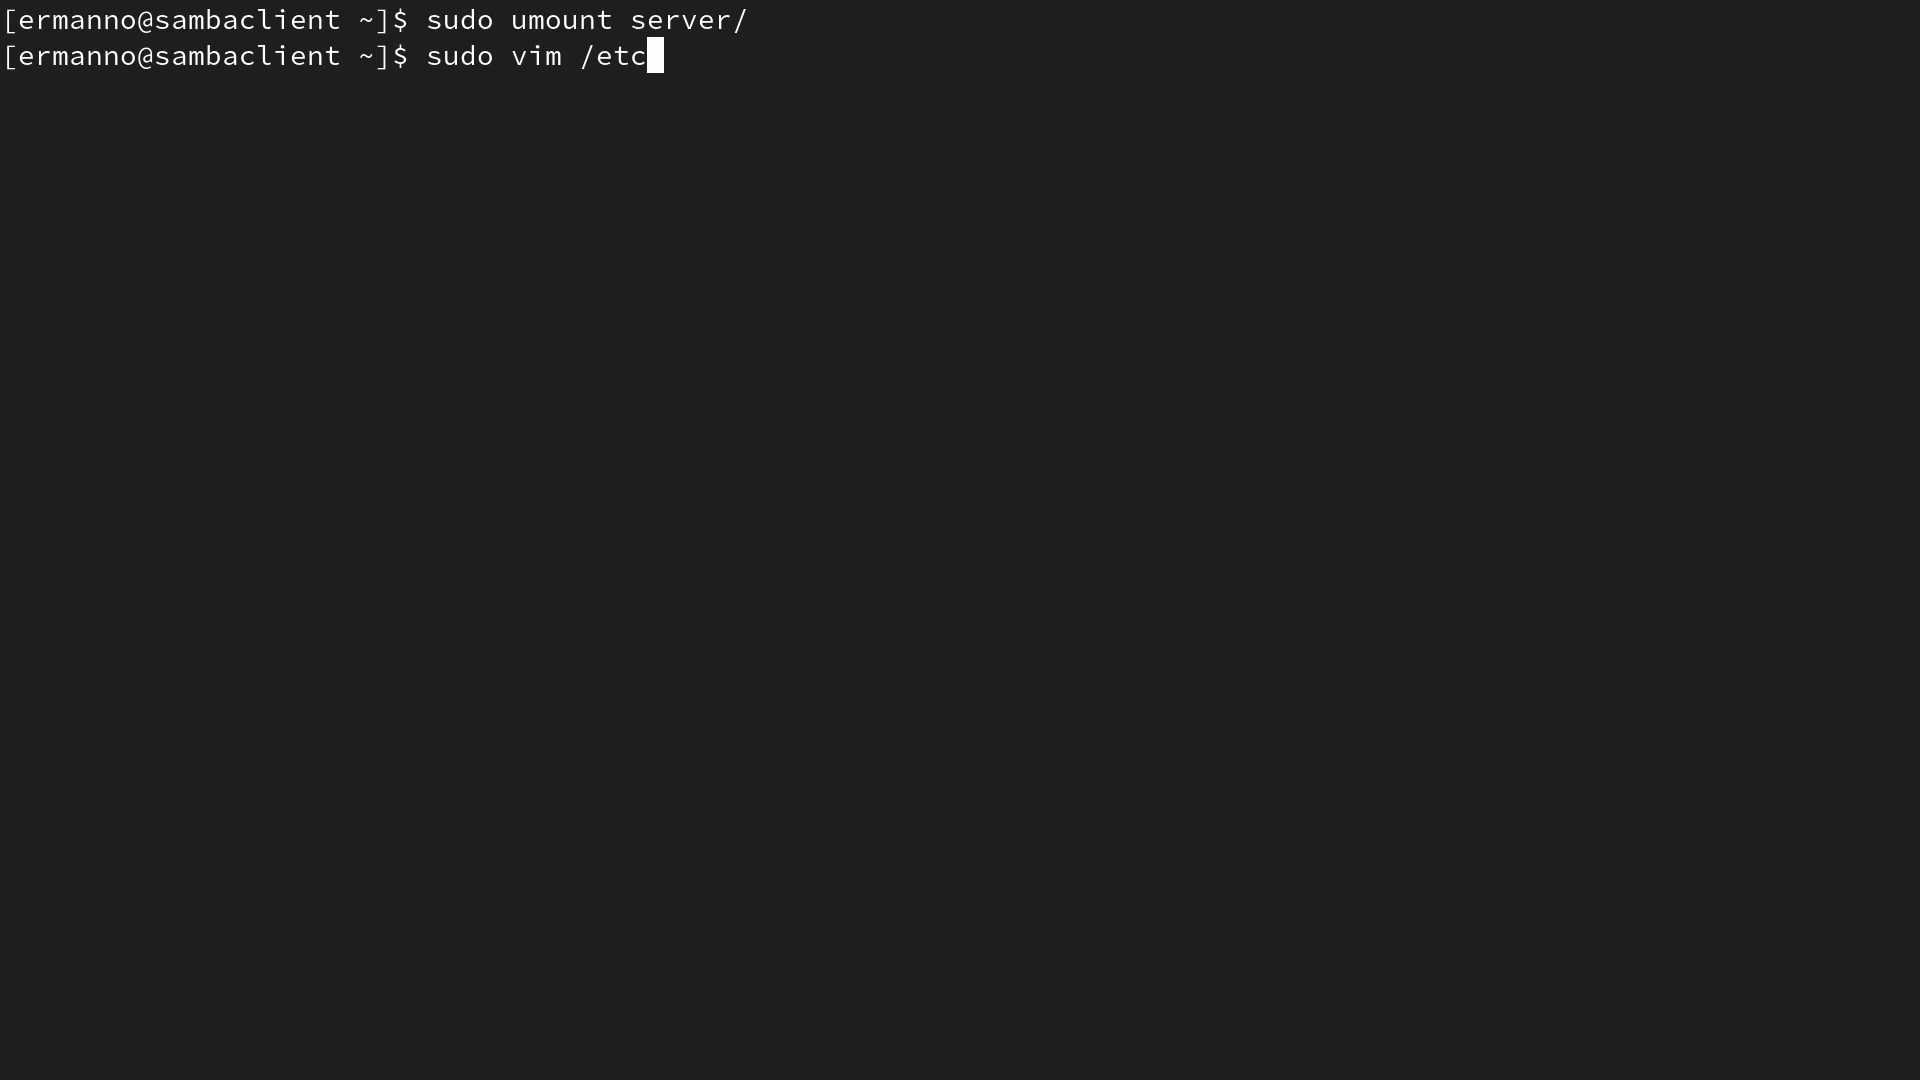 [ermanno@sambaclient ~]$ sudo umount server/
[ermanno@sambaclient ~]$ sudo vim /etc